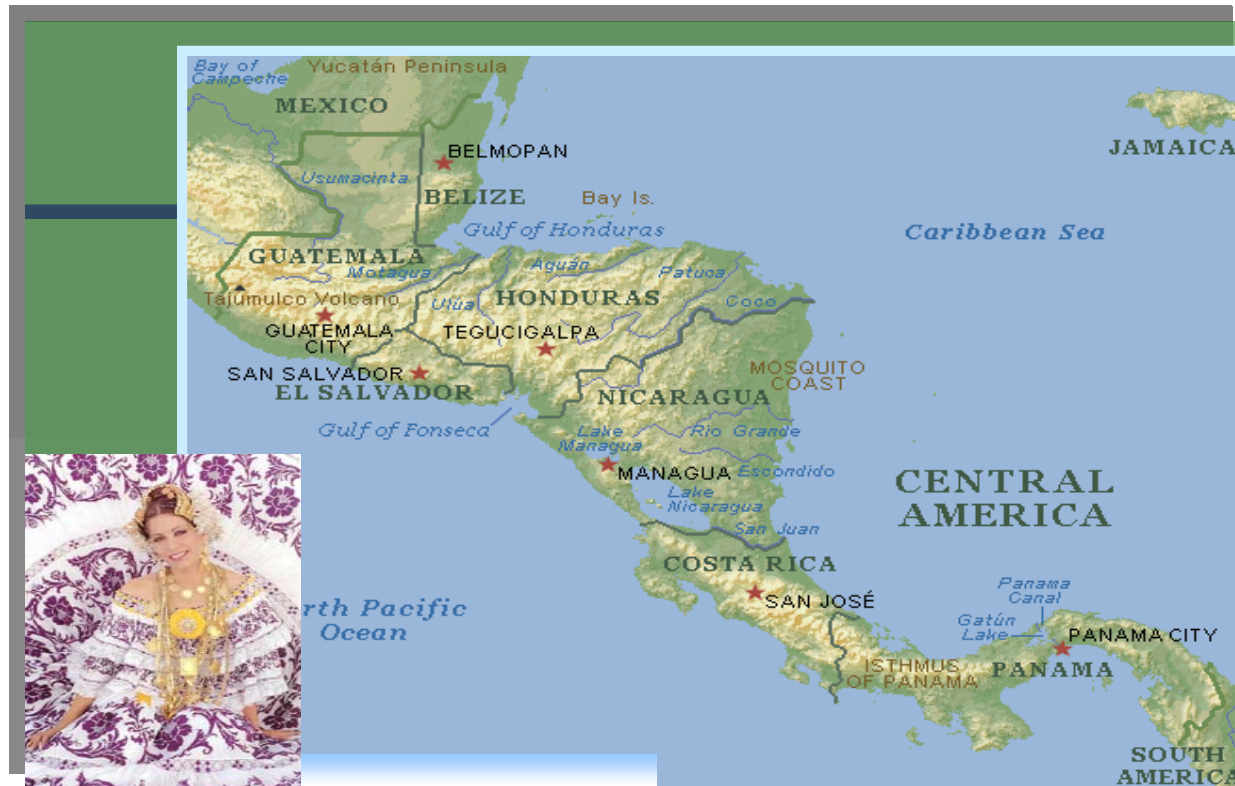 Bay of
Campeche
Yucatán Peninsula
MEXICO
JAMAICA
BELMOPAN
Usumacinta
BELIZE
Bay Is.
Gulf of Honduras
Caribbean Sea
GUATEMALA
Motagua
Aguán
Patuca
Tajumulco Volcano
Ulúa
HONDURAS
Coco
GUATEMALA
CITY
TEGUCIGALPA
SAN SALVADOR
EL SALVADOR
MOSQUITO
COAST
NICARAGUA
Gulf of Fonseca
Lake
Managua
Rio Grande
MANAGUA
Escondido
CENTRAL
AMERICA
Lake
Nicaragua
San Juan
COSTA RICA
SAN JOSÉ
Panama
Canal
Gatún
Lake
PANAMA CITY
rth Pacific
Ocean
ISTHMUS
OF PANAMA
PANAMA
SOUTH
AMERICA